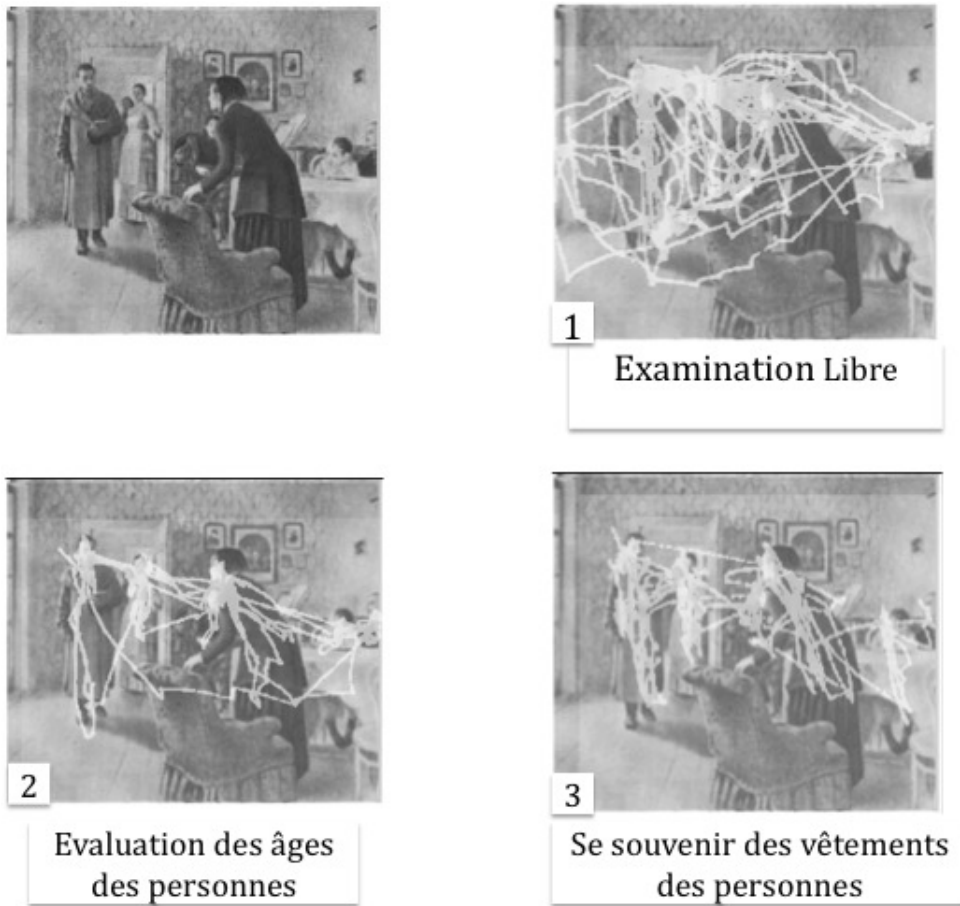 1
Examination Libre
2
Evaluation des âges
des personnes
3
Se souvenir des vêtements
des personnes